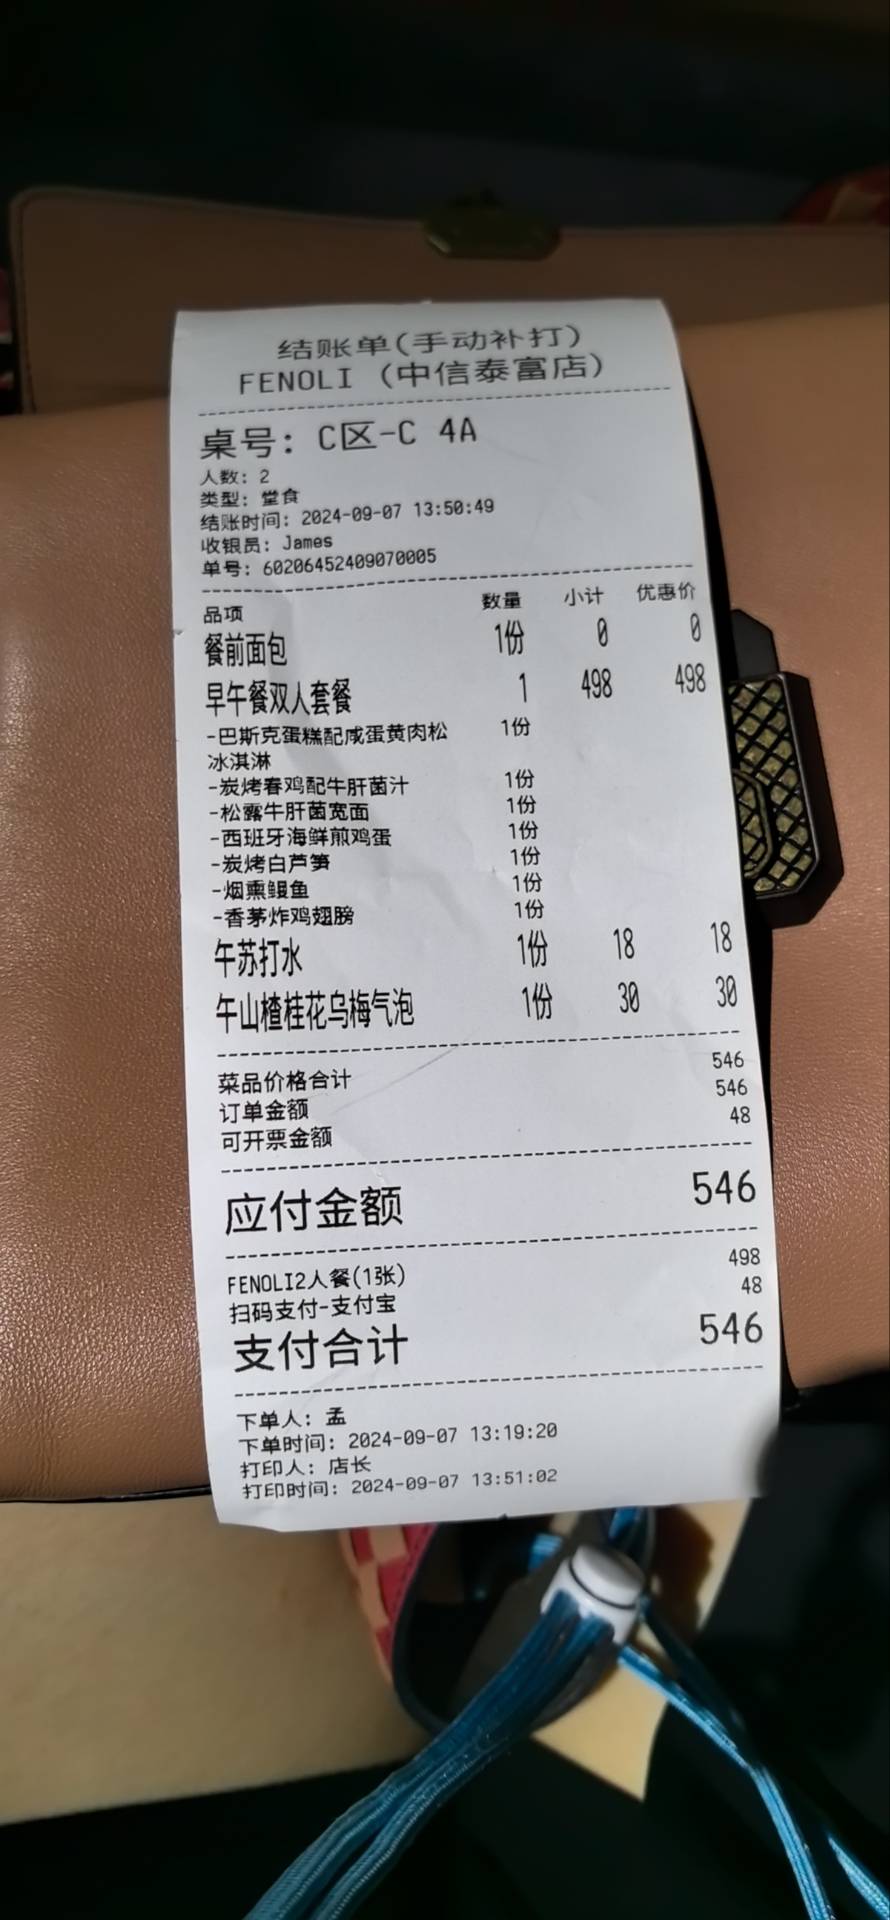 结账单(手动补打)
FENOLI (中信泰富店)
桌号: C区-C 4A
人数: 2
类型: 堂食
结账时间: 2024-09-07 13:50:49
收银员: James
单号: 60206452409070005
品项 数量 小计 优惠价
餐前面包 1份 0 0
早午餐双人套餐 1 498 498
-巴斯克蛋糕配咸蛋黄肉松 1份
冰淇淋
-炭烤春鸡配牛肝菌汁 1份
-松露牛肝菌宽面 1份
-西班牙海鲜煎鸡蛋 1份
-炭烤白芦笋 1份
-烟熏鳗鱼 1份
-香茅炸鸡翅膀 1份
午苏打水 1份 18 18
午山楂桂花乌梅气泡 1份 30 30
菜品价格合计 546
订单金额 546
可开票金额 48
应付金额 546
FENOLI2人餐(1张) 498
扫码支付-支付宝 48
支付合计 546
下单人: 孟
下单时间: 2024-09-07 13:19:20
打印人: 店长
打印时间: 2024-09-07 13:51:02